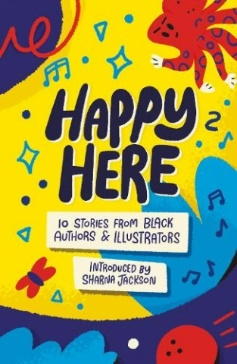 HAPPY
HERE
10 STORIES FROM BLACK
AUTHORS & ILLUSTRATORS
INTRODUCED BY
SHARNA JACKSON